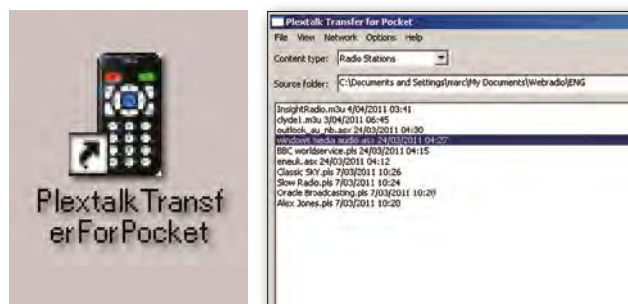 Plextalk Transf
erForPocket
Plextalk Transfer for Pocket
File View Network Options Help
Content type: Radio Stations
Source folder: C:\Documents and Settings\marc\My Documents\Webradio\ENG
InsightRadio.m3u 4/04/2011 03:41
clyde1.m3u 3/04/2011 06:45
outlook_au_nb.asx 24/03/2011 04:30
windows media audio.asx 24/03/2011 04:27
BBC worldservice.pls 24/03/2011 04:15
eneuk.asx 24/03/2011 04:12
Classic SKY.pls 7/03/2011 10:26
Slow Radio.pls 7/03/2011 10:24
Oracle Broadcasting.pls 7/03/2011 10:20
Alex Jones.pls 7/03/2011 10:20